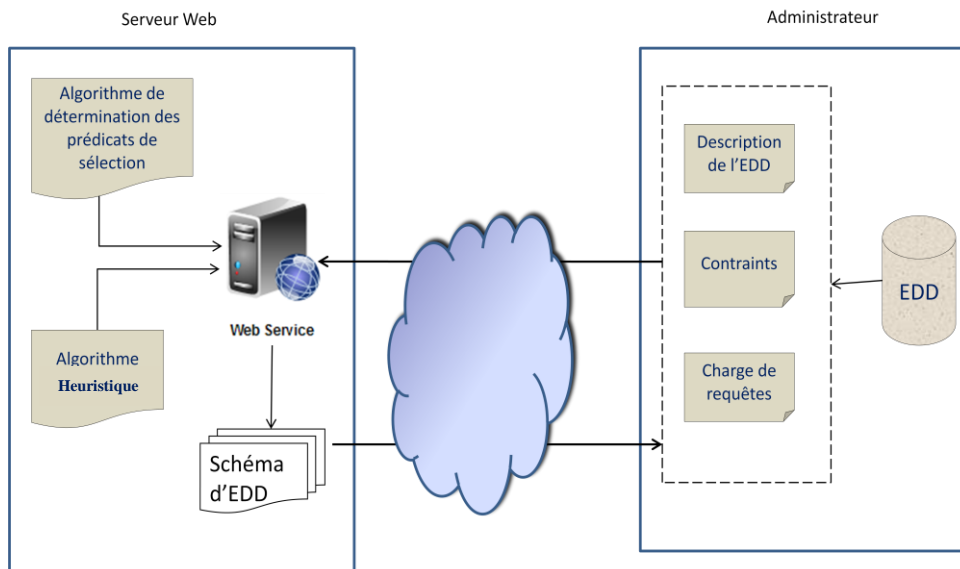 Serveur Web
Administrateur
Algorithme de
détermination des
prédicats de
sélection
Description
de l'EDD
Contraints
EDD
Web Service
Algorithme
Heuristique
Charge de
requêtes
Schéma
d'EDD